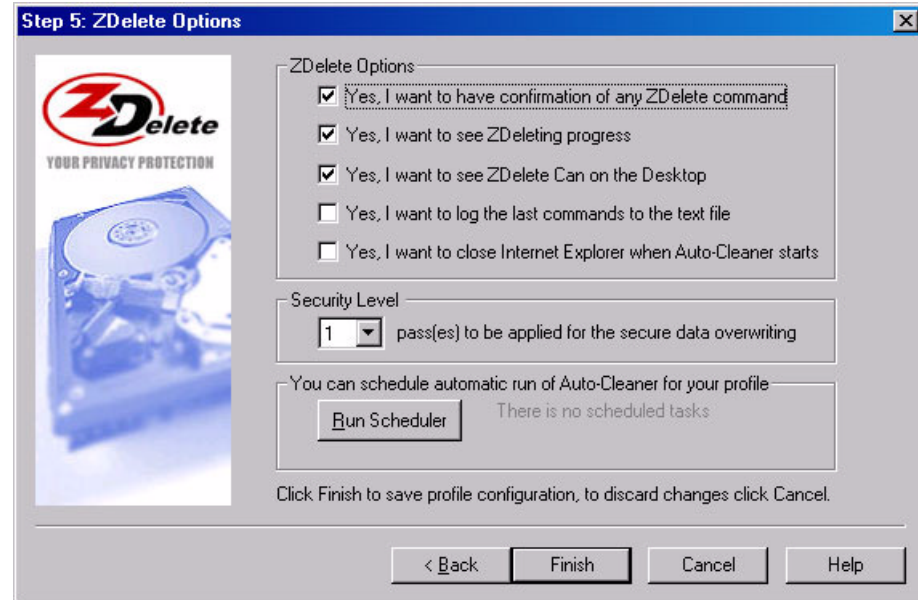 Step 5: ZDelete Options
ZDelete
YOUR PRIVACY PROTECTION
ZDelete Options
Yes, I want to have confirmation of any ZDelete command
Yes, I want to see ZDeleting progress
Yes, I want to see ZDelete Can on the Desktop
Yes, I want to log the last commands to the text file
Yes, I want to close Internet Explorer when Auto-Cleaner starts
Security Level
1 pass(es) to be applied for the secure data overwriting
You can schedule automatic run of Auto-Cleaner for your profile
Run Scheduler There is no scheduled tasks
Click Finish to save profile configuration, to discard changes click Cancel.
< Back Finish Cancel Help